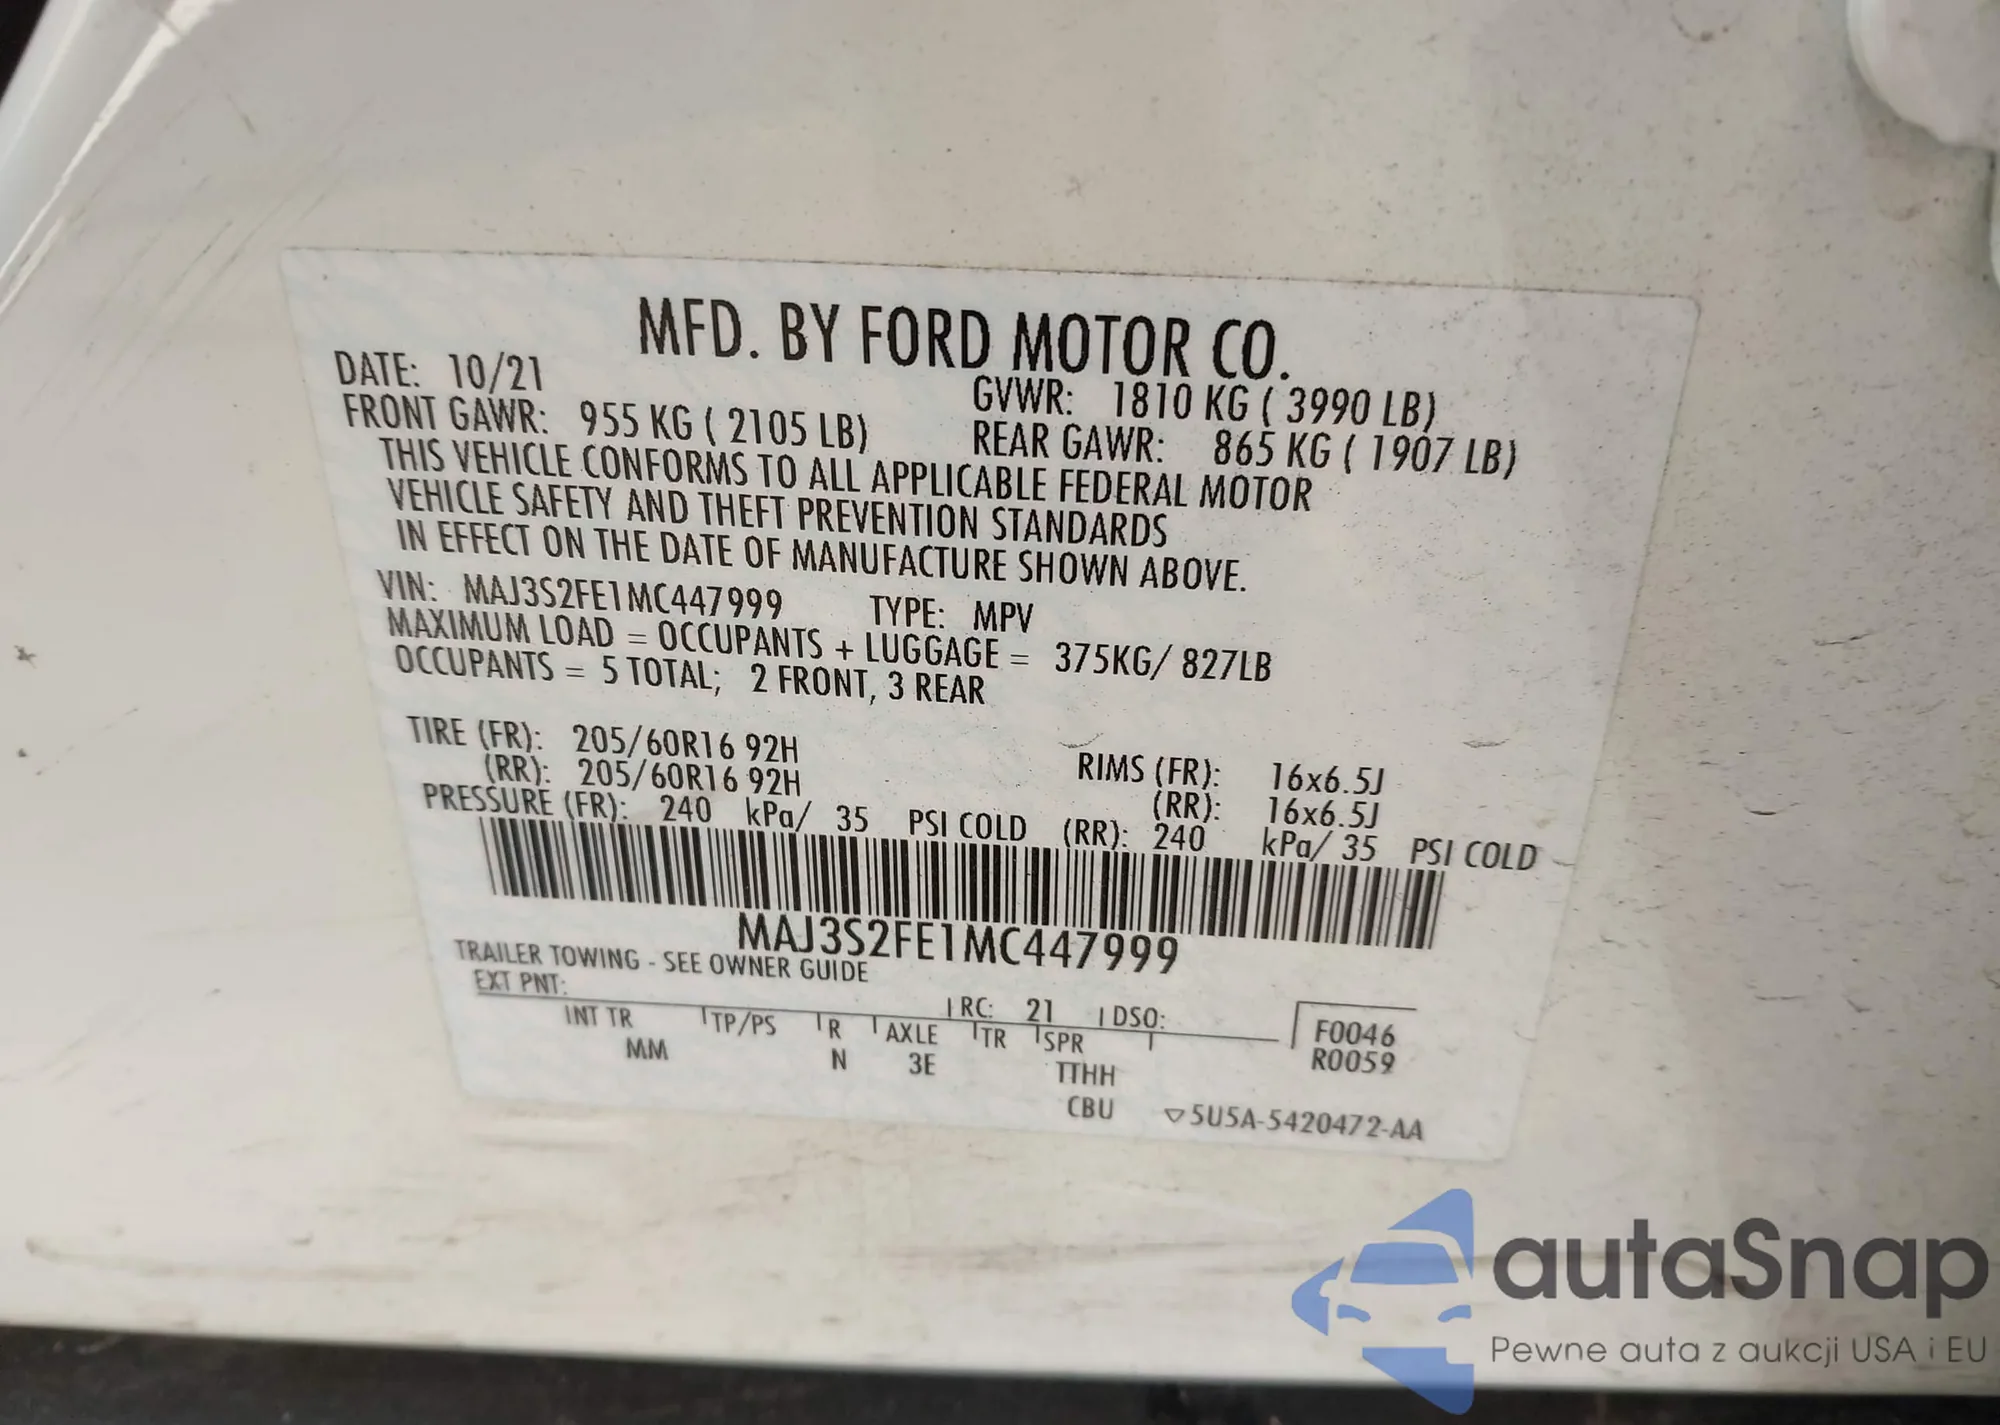 MFD. BY FORD MOTOR CO.
DATE: 10/21 GVWR: 1810 KG ( 3990 LB)
FRONT GAWR: 955 KG ( 2105 LB) REAR GAWR: 865 KG ( 1907 LB)
THIS VEHICLE CONFORMS TO ALL APPLICABLE FEDERAL MOTOR
VEHICLE SAFETY AND THEFT PREVENTION STANDARDS
IN EFFECT ON THE DATE OF MANUFACTURE SHOWN ABOVE.
VIN: MAJ3S2FE1MC447999 TYPE: MPV
MAXIMUM LOAD = OCCUPANTS + LUGGAGE = 375KG/ 827LB
OCCUPANTS = 5 TOTAL; 2 FRONT, 3 REAR
TIRE (FR): 205/60R16 92H RIMS (FR): 16x6.5J
(RR): 205/60R16 92H (RR): 16x6.5J
PRESSURE (FR): 240 kPa/ 35 PSI COLD (RR): 240 kPa/ 35 PSI COLD
MAJ3S2FE1MC447999
TRAILER TOWING - SEE OWNER GUIDE
EXT PNT: RC: 21 DSO:
INT TR TP/PS R AXLE TR SPR F0046
MM N 3E TTHH R0059
CBU ▽5U5A-5420472-AA
autaSnap
Pewne auta z aukcji USA i EU